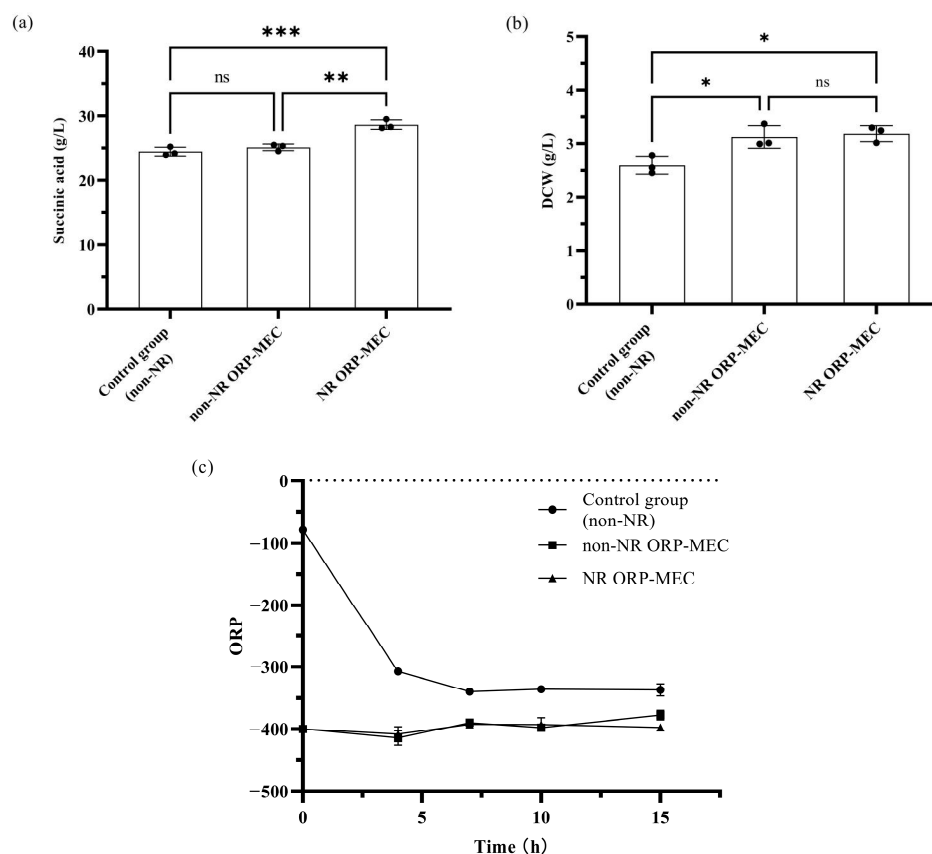 (a)
Succinic acid (g/L)
40
30
20
10
0
***
ns
**
Control group
(non-NR)
non-NR ORP-MEC
NR ORP-MEC
(b)
DCW (g/L)
5
4
3
2
1
0
*
*
ns
Control group
(non-NR)
non-NR ORP-MEC
NR ORP-MEC
(c)
ORP
0
−100
−200
−300
−400
−500
Control group
(non-NR)
non-NR ORP-MEC
NR ORP-MEC
0
5
10
15
Time (h)